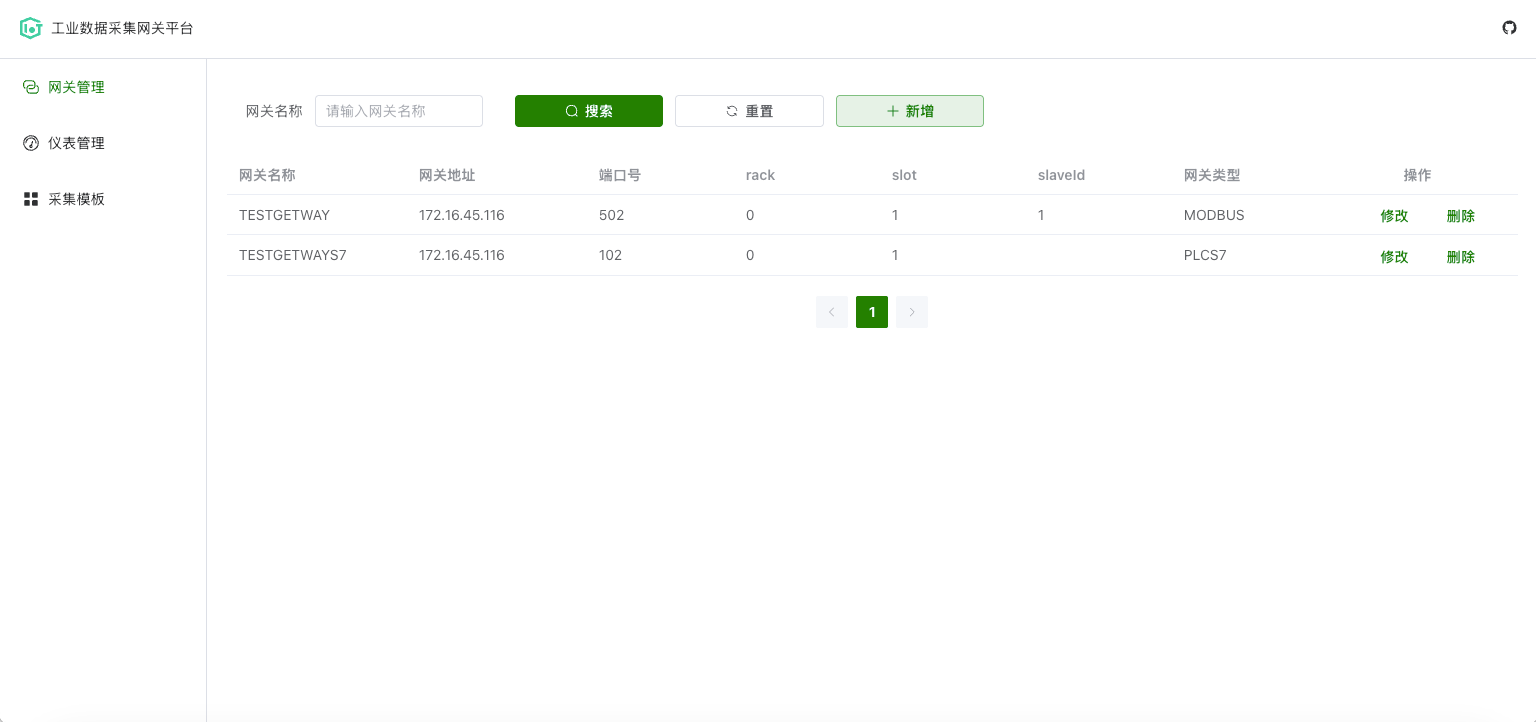 工业数据采集网关平台
网关管理
仪表管理
采集模板
网关名称 请输入网关名称 搜索 重置 新增
网关名称 网关地址 端口号 rack slot slaveId 网关类型 操作
TESTGETWAY 172.16.45.116 502 0 1 1 MODBUS 修改 删除
TESTGETWAYS7 172.16.45.116 102 0 1 PLCS7 修改 删除
1